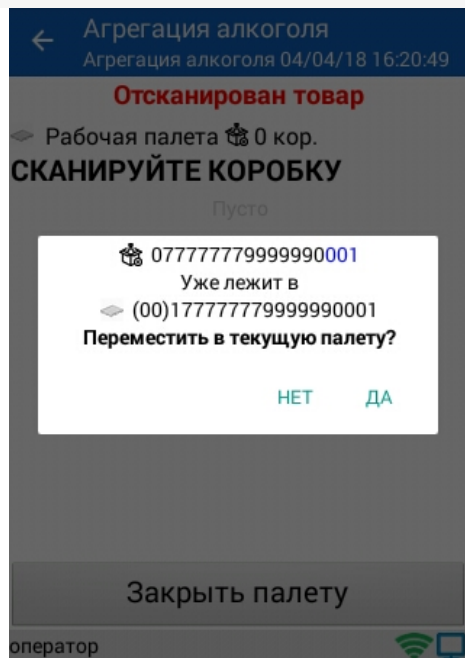 Агрегация алкоголя
Агрегация алкоголя 04/04/18 16:20:49
Отсканирован товар
Рабочая палета 0 кор.
СКАНИРУЙТЕ КОРОБКУ
Пусто
077777779999990001
Уже лежит в
(00)177777779999990001
Переместить в текущую палету?
НЕТ ДА
Закрыть палету
оператор